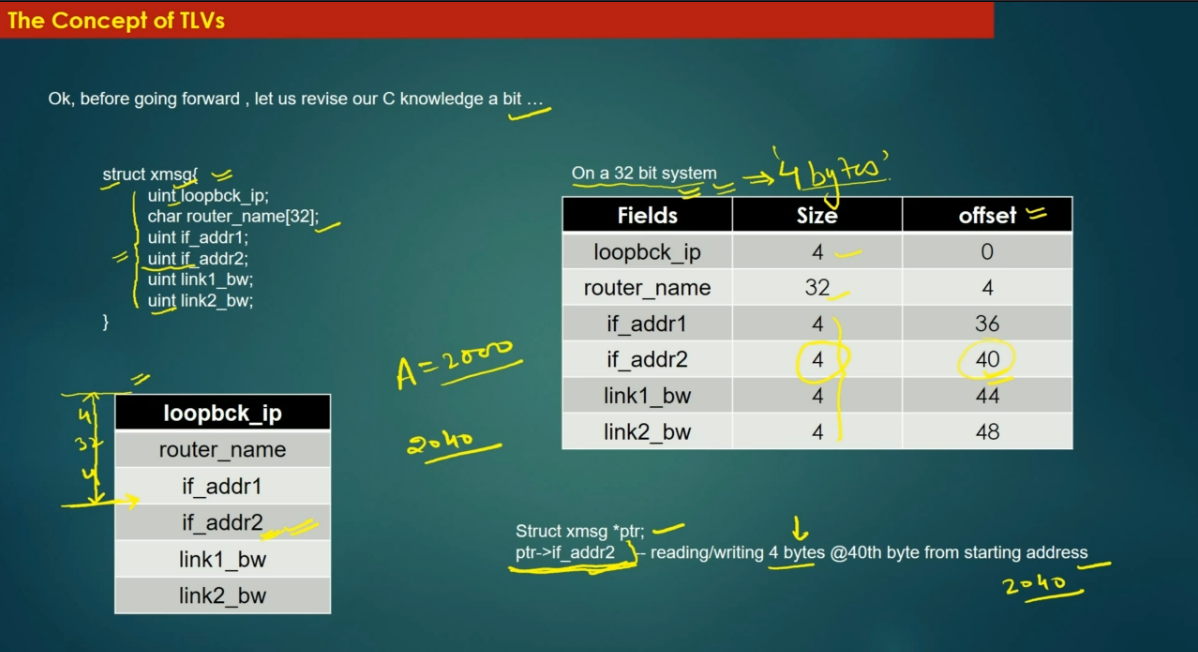 The Concept of TLVs
Ok, before going forward , let us revise our C knowledge a bit ...
struct xmsg{
uint loopbck_ip;
char router_name[32];
uint if_addr1;
uint if_addr2;
uint link1_bw;
uint link2_bw;
}
On a 32 bit system ⇒ '4 bytes'
Fields Size offset
loopbck_ip 4 0
router_name 32 4
if_addr1 4 36
if_addr2 4 40
link1_bw 4 44
link2_bw 4 48
A=2000
2040
4
32
4
loopbck_ip
router_name
if_addr1
if_addr2
link1_bw
link2_bw
Struct xmsg *ptr;
ptr->if_addr2 – reading/writing 4 bytes @40th byte from starting address
2040